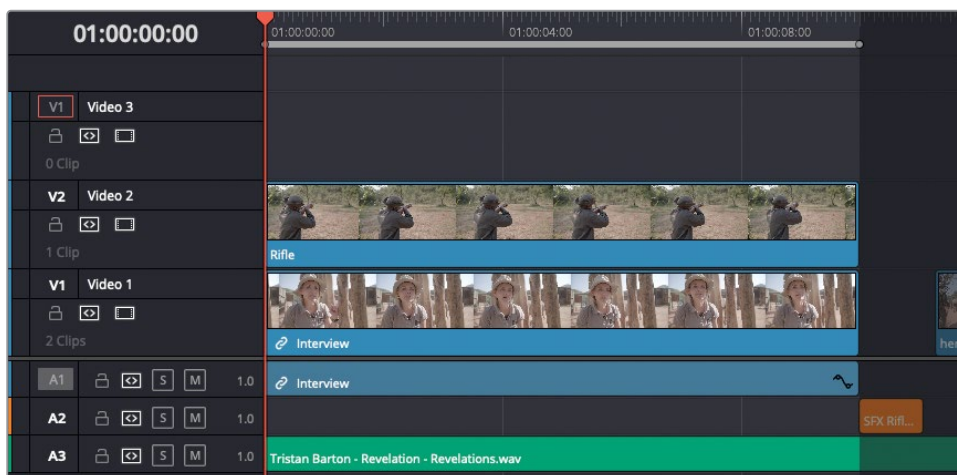 01:00:00:00
01:00:00:00 01:00:04:00 01:00:08:00
V1 Video 3
0 Clip
V2 Video 2
1 Clip
Rifle
V1 Video 1
2 Clips
Interview
her
A1 S M 1.0 Interview
A2 S M 1.0 SFX Rifl...
A3 S M 1.0 Tristan Barton - Revelation - Revelations.wav